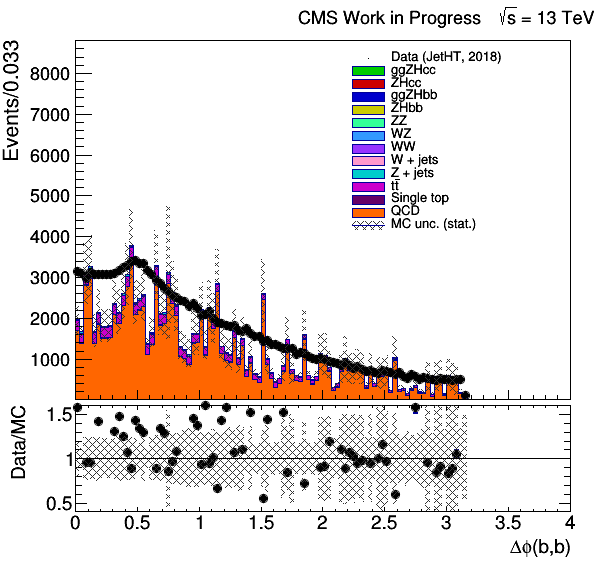 CMS Work in Progress √s = 13 TeV
Events/0.033
8000
7000
6000
5000
4000
3000
2000
1000
Data (JetHT, 2018)
ggZHcc
ZHcc
ggZHbb
ZHbb
ZZ
WZ
WW
W + jets
Z + jets
tt̄
Single top
QCD
MC unc. (stat.)
Data/MC
1.5
1
0.5
0 0.5 1 1.5 2 2.5 3 3.5 4
Δϕ(b,b)